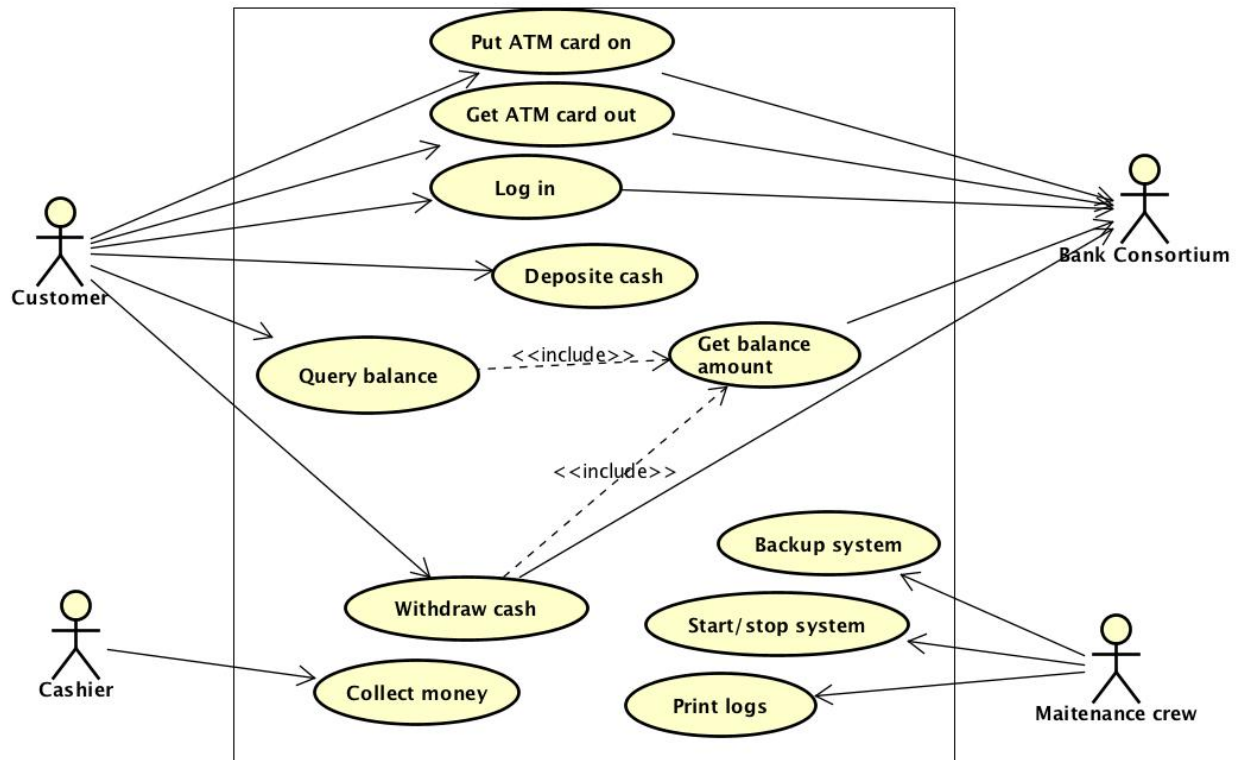 Put ATM card on
Get ATM card out
Log in
Customer
Bank Consortium
Deposite cash
Get balance
amount
<<include>>
Query balance
<<include>>
Backup system
Withdraw cash
Start/stop system
Cashier
Collect money
Print logs
Maitenance crew